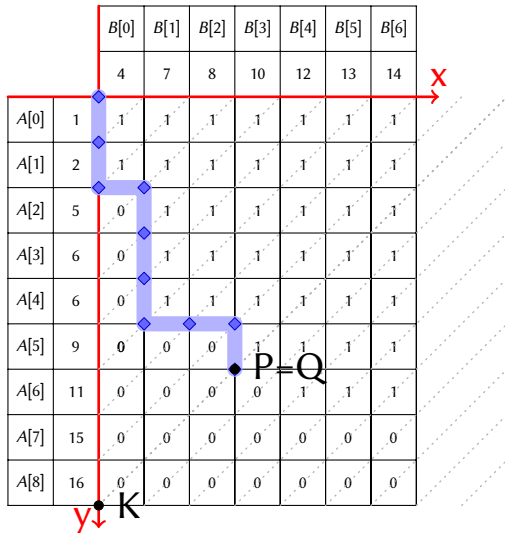 B[0] B[1] B[2] B[3] B[4] B[5] B[6]
4 7 8 10 12 13 14
x
A[0] 1 1 1 1 1 1 1 1
A[1] 2 1 1 1 1 1 1 1
A[2] 5 0 1 1 1 1 1 1
A[3] 6 0 1 1 1 1 1 1
A[4] 6 0 1 1 1 1 1 1
A[5] 9 0 0 0 1 1 1 1
P=Q
A[6] 11 0 0 0 0 1 1 1
A[7] 15 0 0 0 0 0 0 0
A[8] 16 0 0 0 0 0 0 0
y K